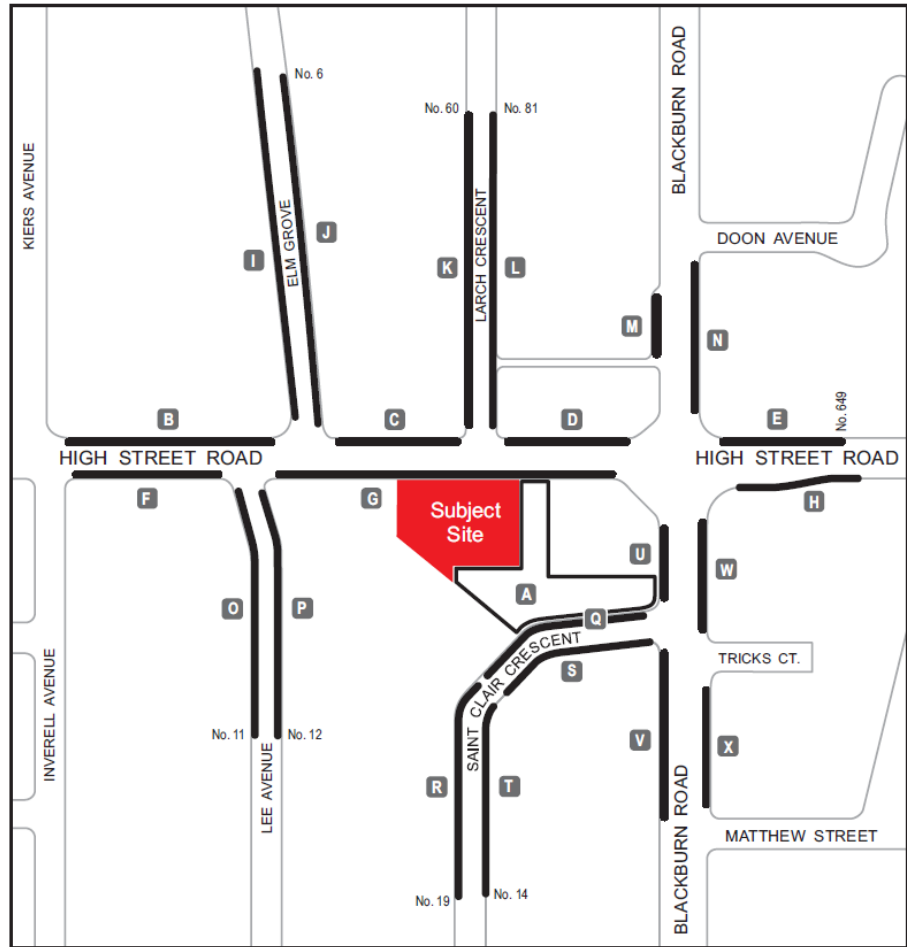 No. 6
No. 60
No. 81
BLACKBURN ROAD
KIERS AVENUE
ELM GROVE
J
I
K
LARCH CRESCENT
L
DOON AVENUE
M
N
B
C
D
E
No. 649
HIGH STREET ROAD
HIGH STREET ROAD
F
G
Subject
Site
H
U
W
O
P
A
Q
SAINT CLAIR CRESCENT
S
TRICKS CT.
INVERELL AVENUE
No. 11
No. 12
LEE AVENUE
R
T
V
X
BLACKBURN ROAD
MATTHEW STREET
No. 19
No. 14